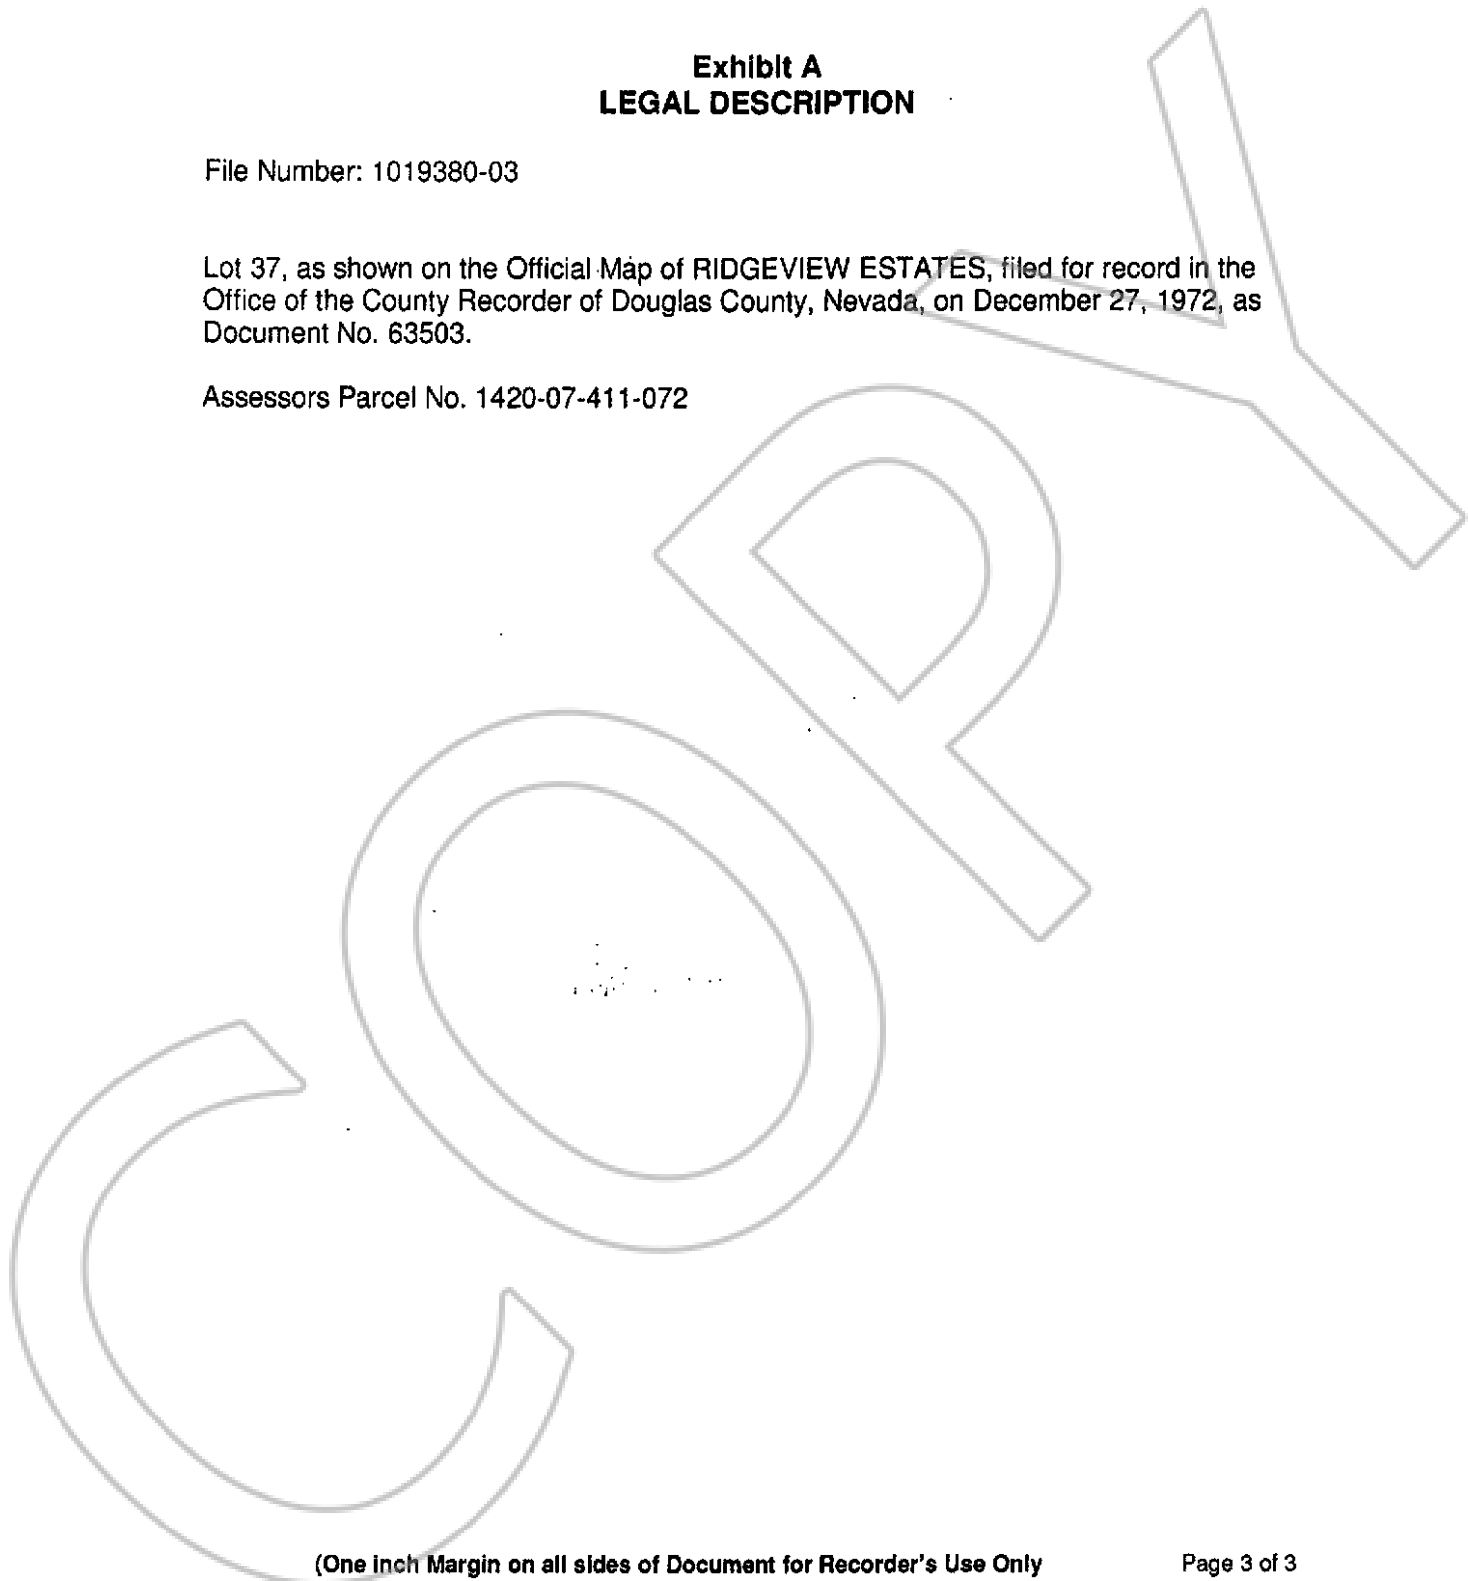 Exhibit A
LEGAL DESCRIPTION
File Number: 1019380-03
Lot 37, as shown on the Official Map of RIDGEVIEW ESTATES, filed for record in the
Office of the County Recorder of Douglas County, Nevada, on December 27, 1972, as
Document No. 63503.
Assessors Parcel No. 1420-07-411-072
COPY
(One inch Margin on all sides of Document for Recorder's Use Only
Page 3 of 3